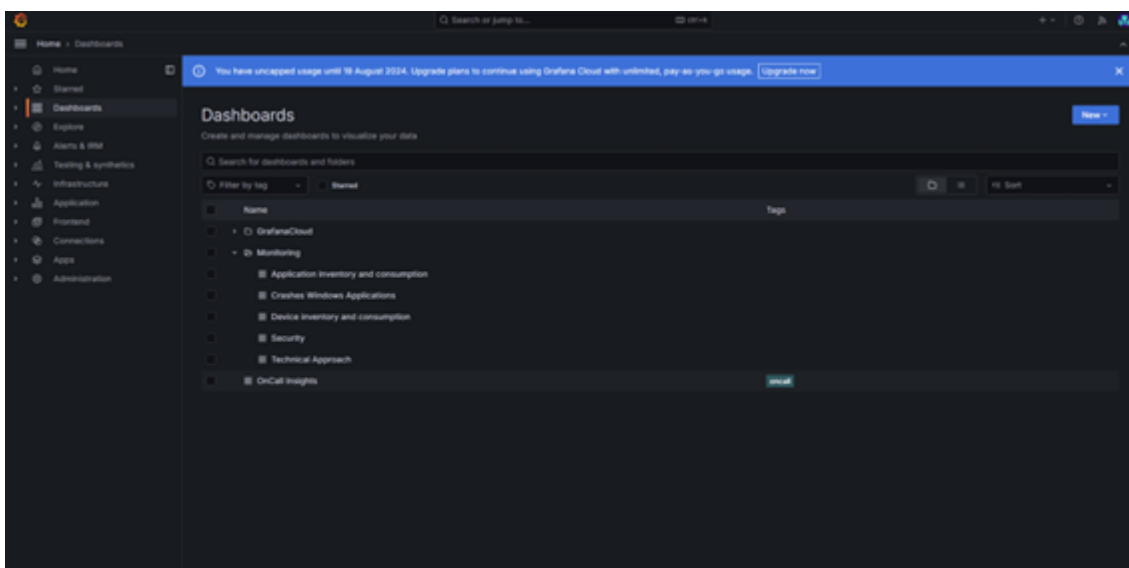 Search or jump to...
ctrl+k
Home › Dashboards
Home
Starred
Dashboards
Explore
Alerts & IRM
Testing & synthetics
Infrastructure
Application
Frontend
Connections
Apps
Administration
You have uncapped usage until 18 August 2024. Upgrade plans to continue using Grafana Cloud with unlimited, pay-as-you-go usage. Upgrade now
Dashboards
New
Create and manage dashboards to visualize your data
Search for dashboards and folders
Filter by tag
Starred
Sort
Name Tags
GrafanaCloud
Monitoring
Application inventory and consumption
Crashes Windows Applications
Device inventory and consumption
Security
Technical Approach
OnCall Insights oncall